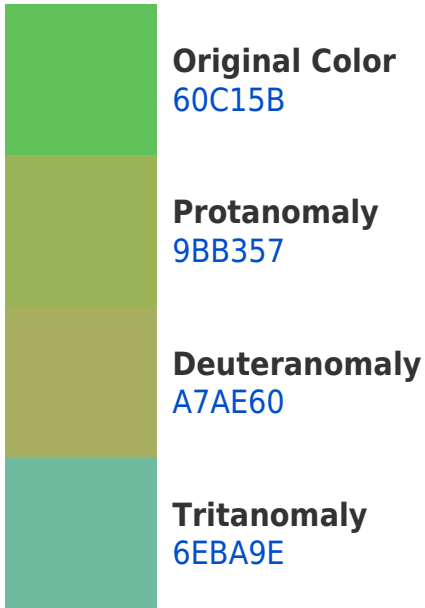 Original Color
60C15B
Protanomaly
9BB357
Deuteranomaly
A7AE60
Tritanomaly
6EBA9E